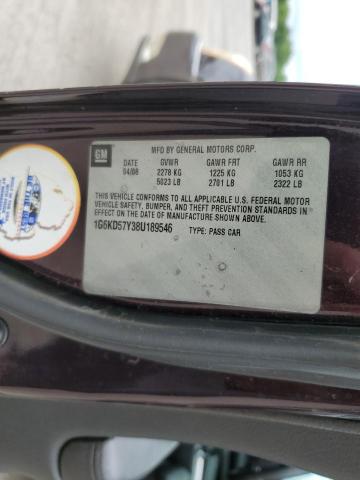 GM
MFD BY GENERAL MOTORS CORP.
DATE GVWR GAWR FRT GAWR RR
04/08 2278 KG 1225 KG 1053 KG
5023 LB 2701 LB 2322 LB
THIS VEHICLE CONFORMS TO ALL APPLICABLE U.S. FEDERAL MOTOR
VEHICLE SAFETY, BUMPER, AND THEFT PREVENTION STANDARDS IN
EFFECT ON THE DATE OF MANUFACTURE SHOWN ABOVE.
1G6KD57Y38U189546 TYPE: PASS CAR